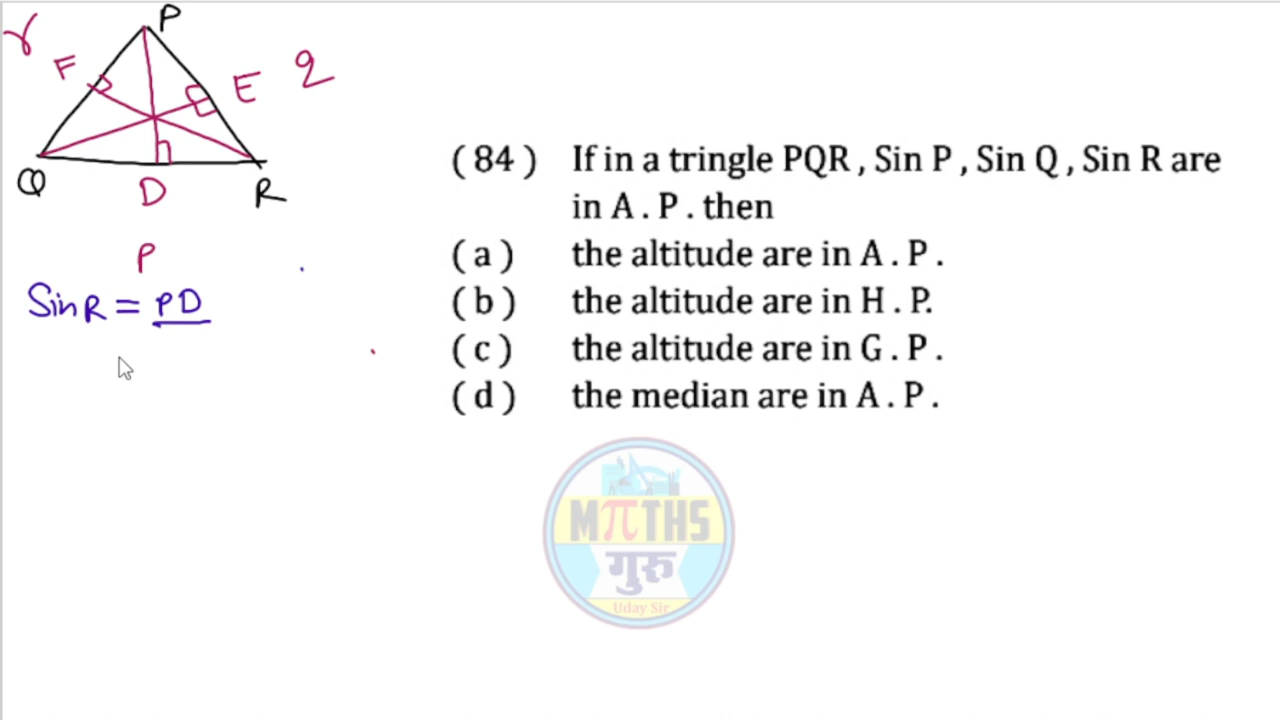 P
r
F
E
q
Q
D
R
P
Sin R = PD
( 84 ) If in a tringle PQR , Sin P , Sin Q , Sin R are
in A . P . then
( a ) the altitude are in A . P .
( b ) the altitude are in H . P.
( c ) the altitude are in G . P .
( d ) the median are in A . P .
MπTHS
गुरु
Uday Sir